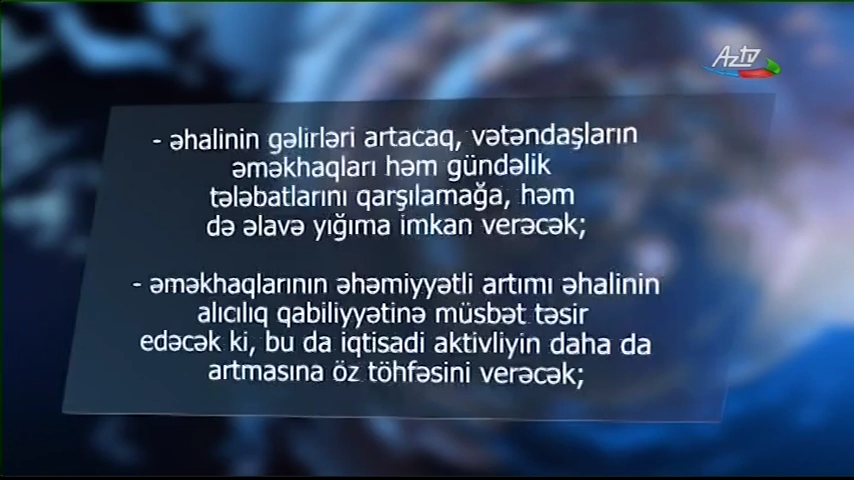 AzTV
- əhalinin gəlirləri artacaq, vətəndaşların
əməkhaqları həm gündəlik
tələbatlarını qarşılamağa, həm
də əlavə yığıma imkan verəcək;
- əməkhaqlarının əhəmiyyətli artımı əhalinin
alıcılıq qabiliyyətinə müsbət təsir
edəcək ki, bu da iqtisadi aktivliyin daha da
artmasına öz töhfəsini verəcək;